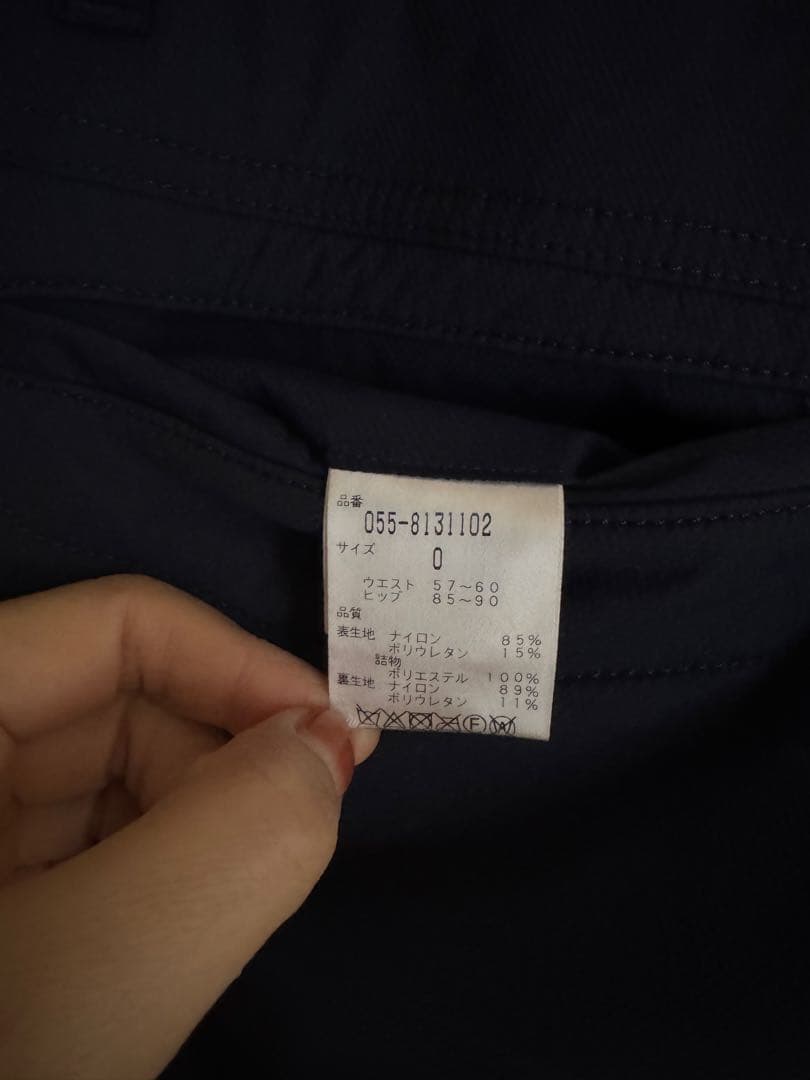 品番
055-8131102
サイズ
0
ウエスト 57~60
ヒップ 85~90
品質
表生地 ナイロン 85%
ポリウレタン 15%
詰物
ポリエステル 100%
裏生地 ナイロン 89%
ポリウレタン 11%
F W